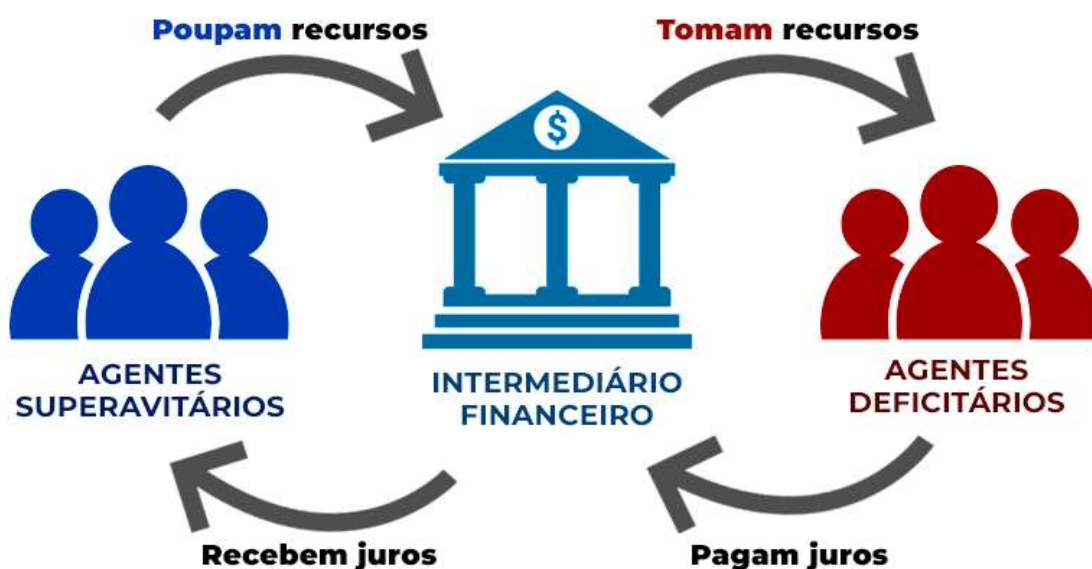 Poupam recursos
Tomam recursos
$
AGENTES
SUPERAVITÁRIOS
INTERMEDIÁRIO
FINANCEIRO
AGENTES
DEFICITÁRIOS
Recebem juros
Pagam juros